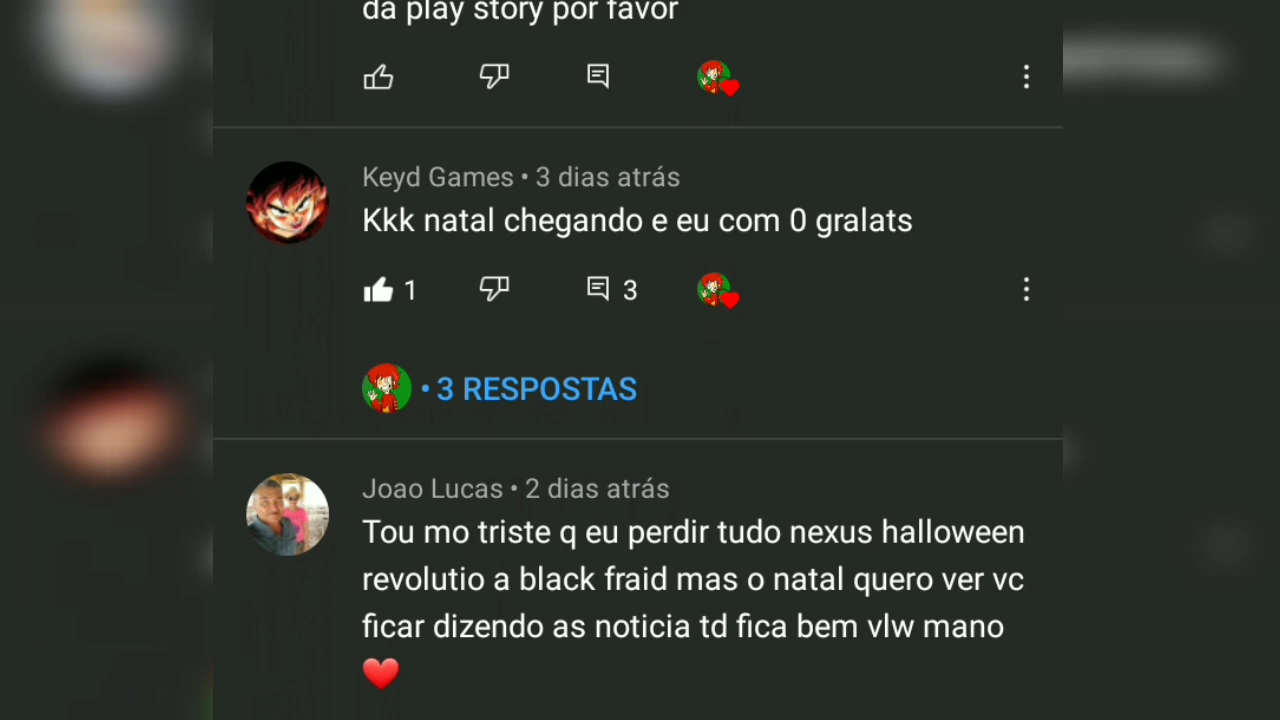 da play story por favor
Keyd Games • 3 dias atrás
Kkk natal chegando e eu com 0 gralats
1
3
• 3 RESPOSTAS
Joao Lucas • 2 dias atrás
Tou mo triste q eu perdir tudo nexus halloween
revolutio a black fraid mas o natal quero ver vc
ficar dizendo as noticia td fica bem vlw mano
❤️